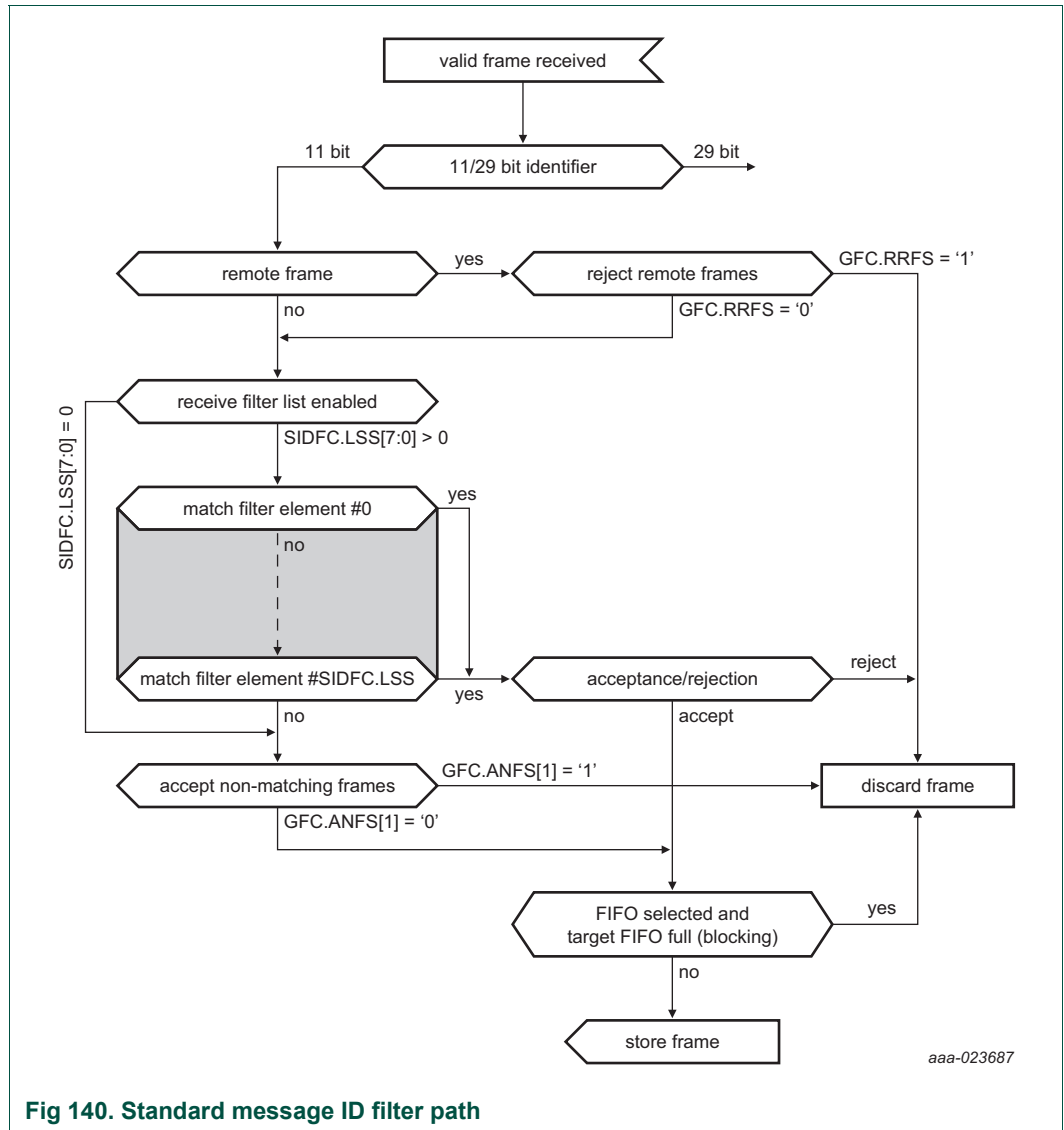 valid frame received
11 bit
11/29 bit identifier
29 bit
remote frame
yes
reject remote frames
GFC.RRFS = ‘1’
no
GFC.RRFS = ‘0’
receive filter list enabled
SIDFC.LSS[7:0] = 0
SIDFC.LSS[7:0] > 0
match filter element #0
yes
no
match filter element #SIDFC.LSS
yes
acceptance/rejection
reject
no
accept
accept non-matching frames
GFC.ANFS[1] = ‘1’
discard frame
GFC.ANFS[1] = ‘0’
FIFO selected and
target FIFO full (blocking)
yes
no
store frame
aaa-023687
Fig 140. Standard message ID filter path